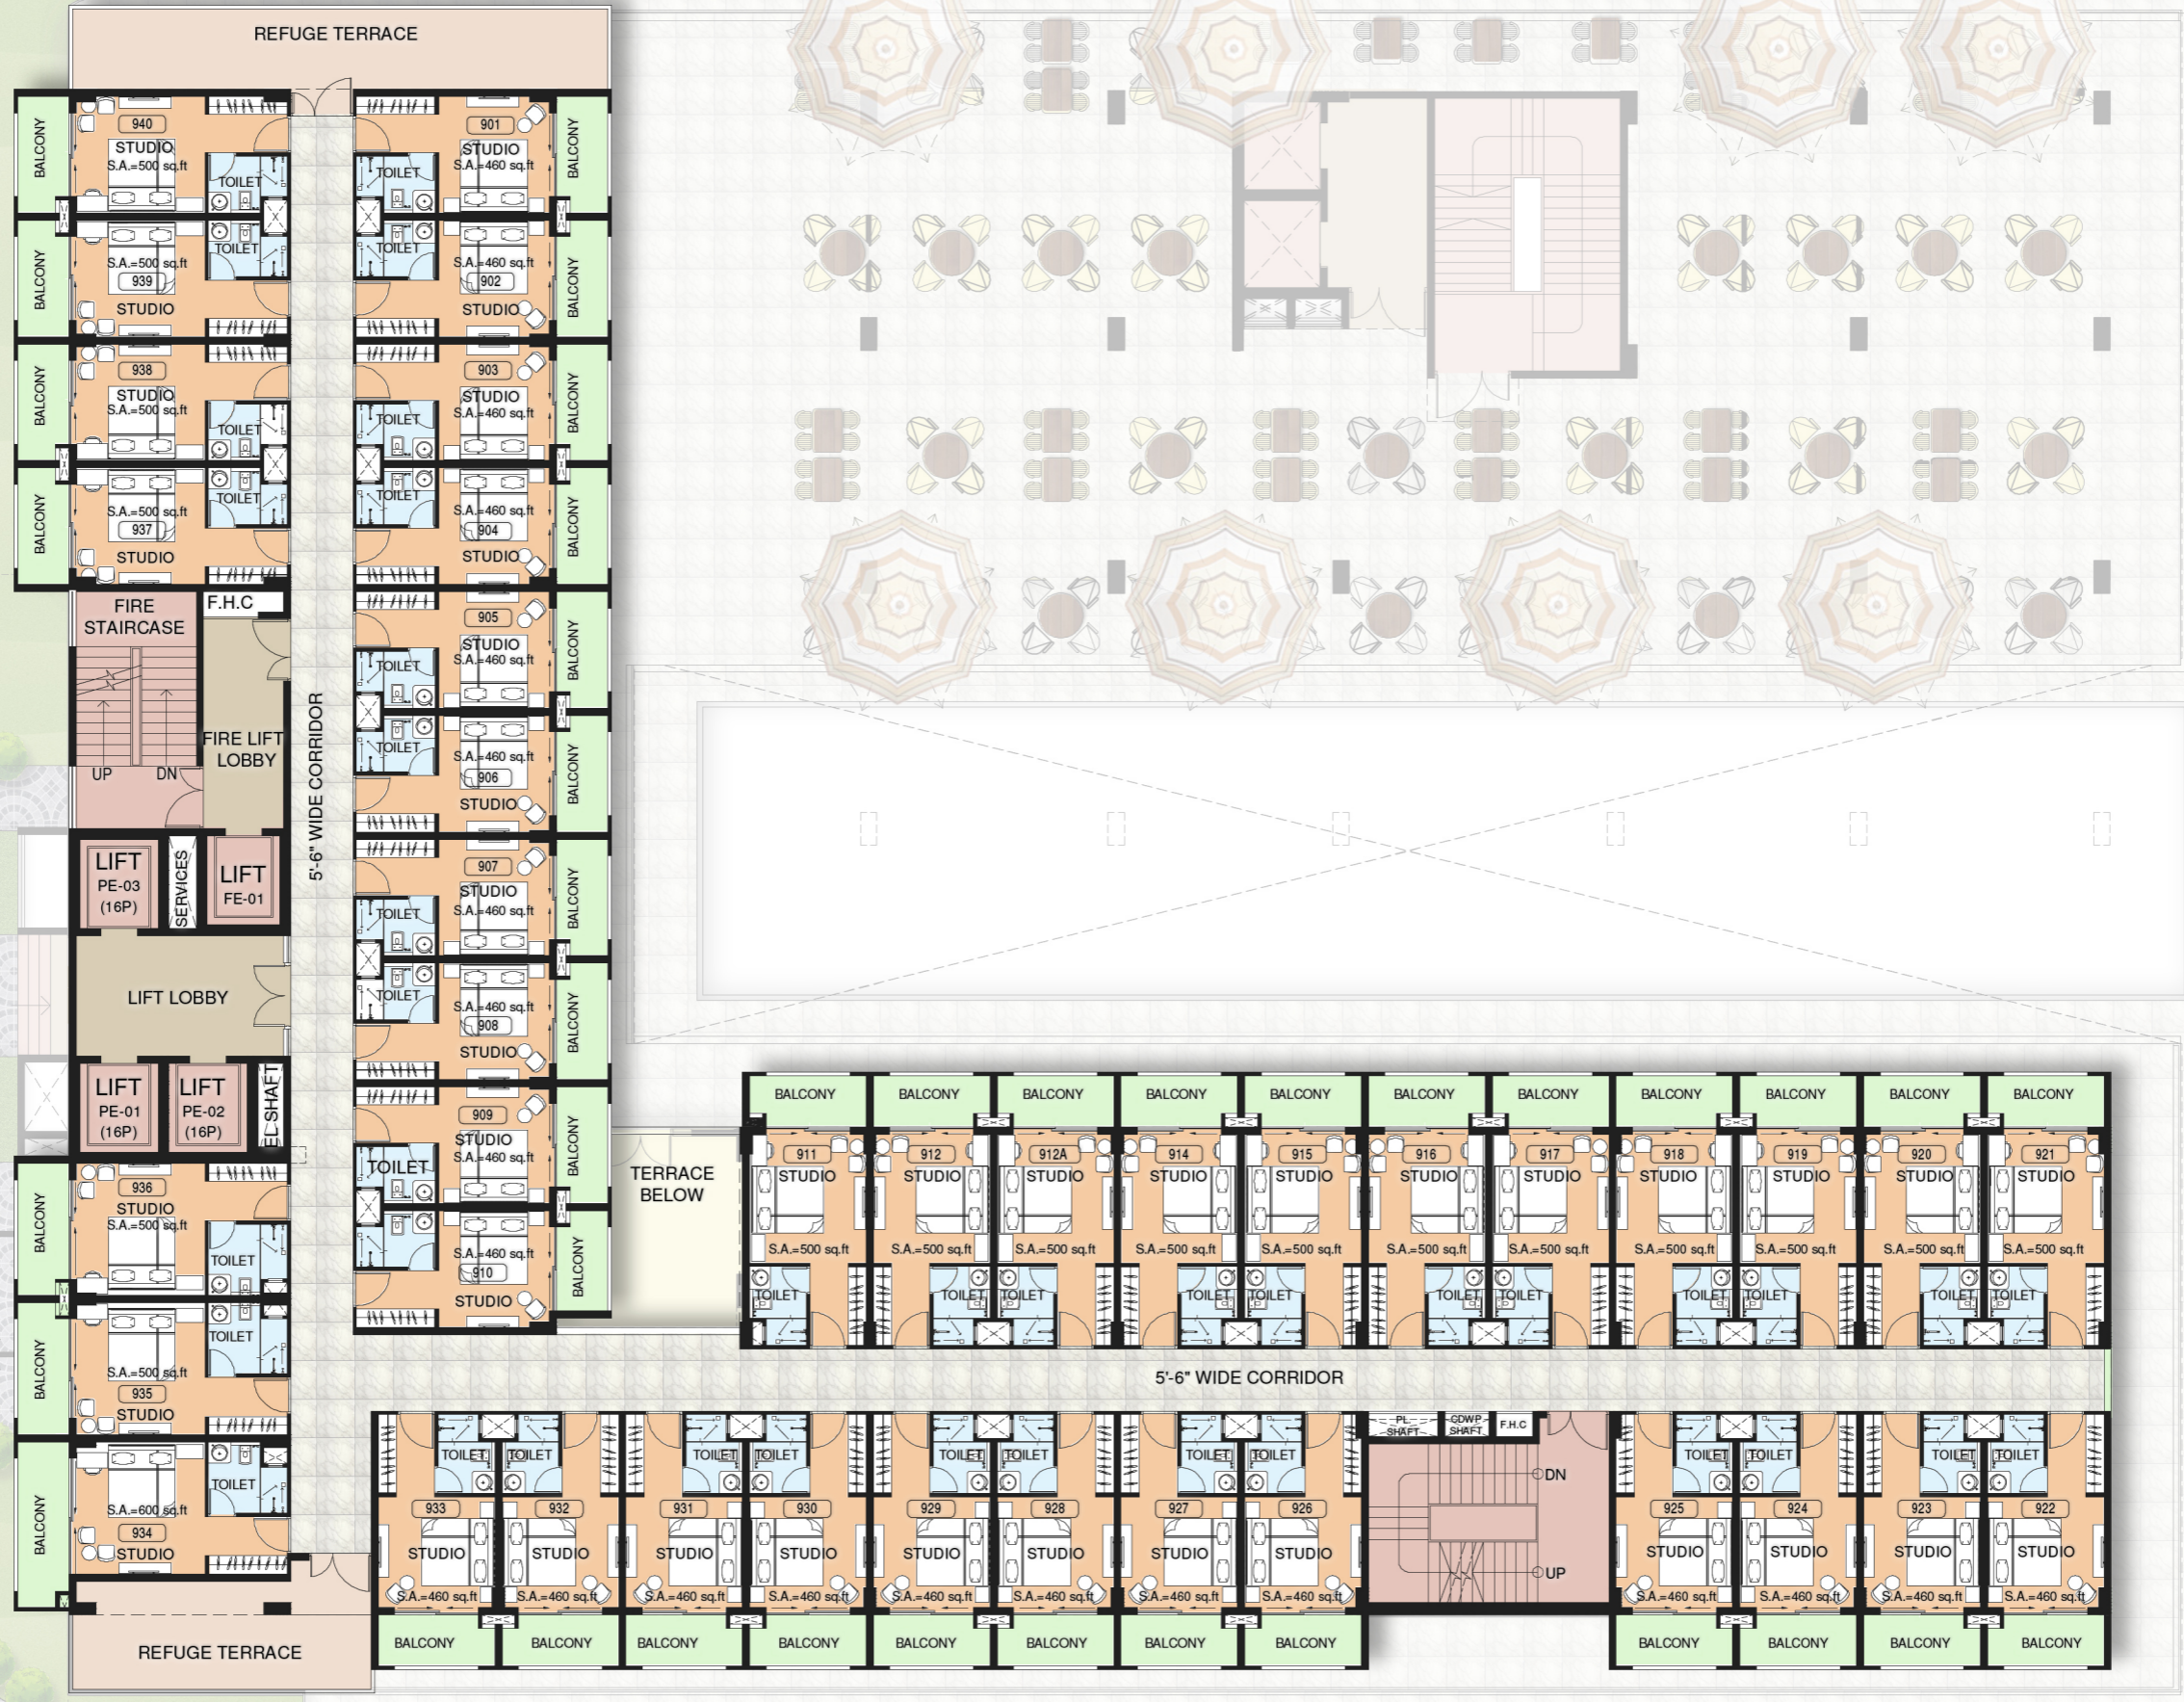 REFUGE TERRACE
BALCONY
940
STUDIO
S.A.=500 sq.ft
TOILET
901
STUDIO
S.A.=460 sq.ft
TOILET
BALCONY
BALCONY
S.A.=500 sq.ft
939
STUDIO
TOILET
TOILET
S.A.=460 sq.ft
902
STUDIO
BALCONY
BALCONY
938
STUDIO
S.A.=500 sq.ft
TOILET
903
STUDIO
S.A.=460 sq.ft
TOILET
BALCONY
BALCONY
S.A.=500 sq.ft
937
STUDIO
TOILET
TOILET
S.A.=460 sq.ft
904
STUDIO
BALCONY
FIRE
STAIRCASE
F.H.C
UP
DN
FIRE LIFT
LOBBY
5'-6" WIDE CORRIDOR
905
STUDIO
S.A.=460 sq.ft
TOILET
BALCONY
TOILET
S.A.=460 sq.ft
906
STUDIO
BALCONY
LIFT
PE-03
(16P)
SERVICES
LIFT
FE-01
907
STUDIO
S.A.=460 sq.ft
TOILET
BALCONY
LIFT LOBBY
TOILET
S.A.=460 sq.ft
908
STUDIO
BALCONY
LIFT
PE-01
(16P)
LIFT
PE-02
(16P)
EL SHAFT
909
STUDIO
S.A.=460 sq.ft
TOILET
BALCONY
TERRACE
BELOW
BALCONY
936
STUDIO
S.A.=500 sq.ft
TOILET
S.A.=460 sq.ft
910
STUDIO
BALCONY
BALCONY
TOILET
S.A.=500 sq.ft
935
STUDIO
BALCONY
TOILET
S.A.=600 sq.ft
934
STUDIO
REFUGE TERRACE
BALCONY BALCONY BALCONY BALCONY BALCONY BALCONY BALCONY BALCONY BALCONY BALCONY BALCONY
911 912 912A 914 915 916 917 918 919 920 921
STUDIO STUDIO STUDIO STUDIO STUDIO STUDIO STUDIO STUDIO STUDIO STUDIO STUDIO
S.A.=500 sq.ft S.A.=500 sq.ft S.A.=500 sq.ft S.A.=500 sq.ft S.A.=500 sq.ft S.A.=500 sq.ft S.A.=500 sq.ft S.A.=500 sq.ft S.A.=500 sq.ft S.A.=500 sq.ft S.A.=500 sq.ft
TOILET TOILET TOILET TOILET TOILET TOILET TOILET TOILET TOILET TOILET TOILET
5'-6" WIDE CORRIDOR
PL.
SHAFT
CDWP
SHAFT
F.H.C
TOILET TOILET TOILET TOILET TOILET TOILET TOILET TOILET TOILET TOILET TOILET TOILET
DN
933 932 931 930 929 928 927 926 925 924 923 922
STUDIO STUDIO STUDIO STUDIO STUDIO STUDIO STUDIO STUDIO STUDIO STUDIO STUDIO STUDIO
UP
S.A.=460 sq.ft S.A.=460 sq.ft S.A.=460 sq.ft S.A.=460 sq.ft S.A.=460 sq.ft S.A.=460 sq.ft S.A.=460 sq.ft S.A.=460 sq.ft S.A.=460 sq.ft S.A.=460 sq.ft S.A.=460 sq.ft S.A.=460 sq.ft
BALCONY BALCONY BALCONY BALCONY BALCONY BALCONY BALCONY BALCONY BALCONY BALCONY BALCONY BALCONY